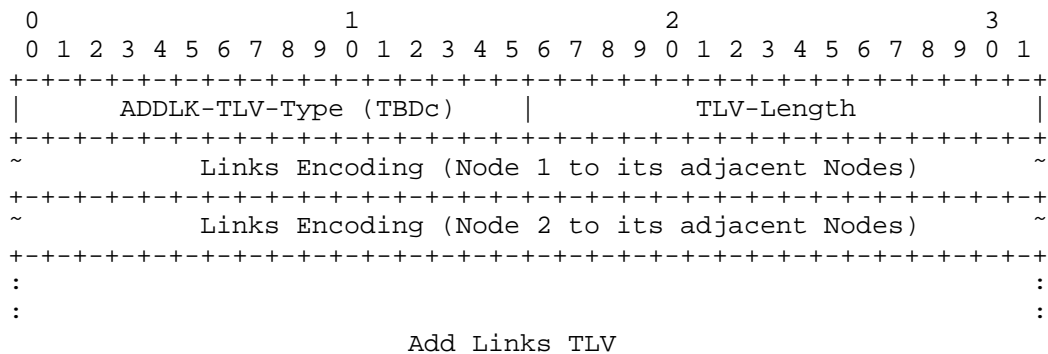 0                   1                   2                   3
 0 1 2 3 4 5 6 7 8 9 0 1 2 3 4 5 6 7 8 9 0 1 2 3 4 5 6 7 8 9 0 1
+-+-+-+-+-+-+-+-+-+-+-+-+-+-+-+-+-+-+-+-+-+-+-+-+-+-+-+-+-+-+-+-+
|      ADDLK-TLV-Type (TBDc)    |          TLV-Length           |
+-+-+-+-+-+-+-+-+-+-+-+-+-+-+-+-+-+-+-+-+-+-+-+-+-+-+-+-+-+-+-+-+
~           Links Encoding (Node 1 to its adjacent Nodes)       ~
+-+-+-+-+-+-+-+-+-+-+-+-+-+-+-+-+-+-+-+-+-+-+-+-+-+-+-+-+-+-+-+-+
~           Links Encoding (Node 2 to its adjacent Nodes)       ~
+-+-+-+-+-+-+-+-+-+-+-+-+-+-+-+-+-+-+-+-+-+-+-+-+-+-+-+-+-+-+-+-+
:                                                               :
:                                                               :
                         Add Links TLV